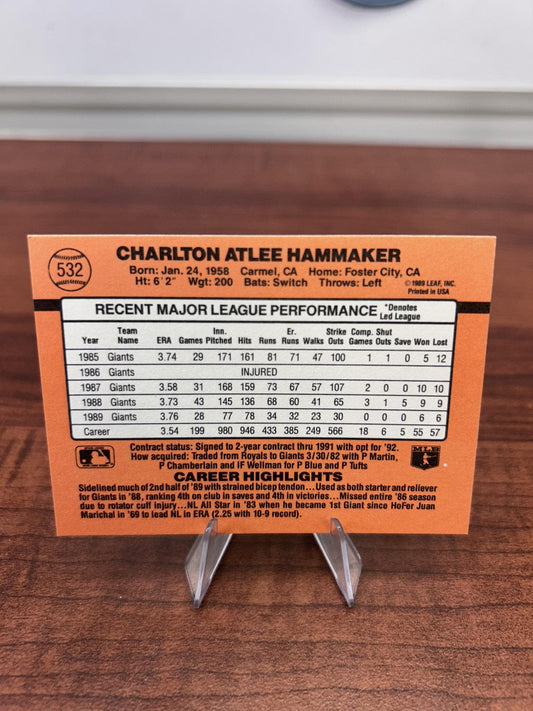 532
CHARLTON ATLEE HAMMAKER
Born: Jan. 24, 1958 Carmel, CA Home: Foster City, CA
Ht: 6'2" Wgt: 200 Bats: Switch Throws: Left
© 1989 LEAF, INC.
Printed in USA
RECENT MAJOR LEAGUE PERFORMANCE *Denotes Led League
Year Team Name ERA Games Inn. Pitched Hits Runs Er. Runs Walks Strike Outs Comp. Games Shut Outs Save Won Lost
1985 Giants 3.74 29 171 161 81 71 47 100 1 1 0 5 12
1986 Giants INJURED
1987 Giants 3.58 31 168 159 73 67 57 107 2 0 0 10 10
1988 Giants 3.73 43 145 136 68 60 41 65 3 1 5 9 9
1989 Giants 3.76 28 77 78 34 32 23 30 0 0 0 6 6
Career 3.54 199 980 946 433 385 249 566 18 6 5 55 57
Contract status: Signed to 2-year contract thru 1991 with opt for '92.
How acquired: Traded from Royals to Giants 3/30/82 with P Martin,
P Chamberlain and IF Wellman for P Blue and P Tufts
MLB
CAREER HIGHLIGHTS
Sidelined much of 2nd half of '89 with strained bicep tendon...Used as both starter and reliever
for Giants in '88, ranking 4th on club in saves and 4th in victories...Missed entire '86 season
due to rotator cuff injury...NL All Star in '83 when he became 1st Giant since HoFer Juan
Marichal in '69 to lead NL in ERA (2.25 with 10-9 record).